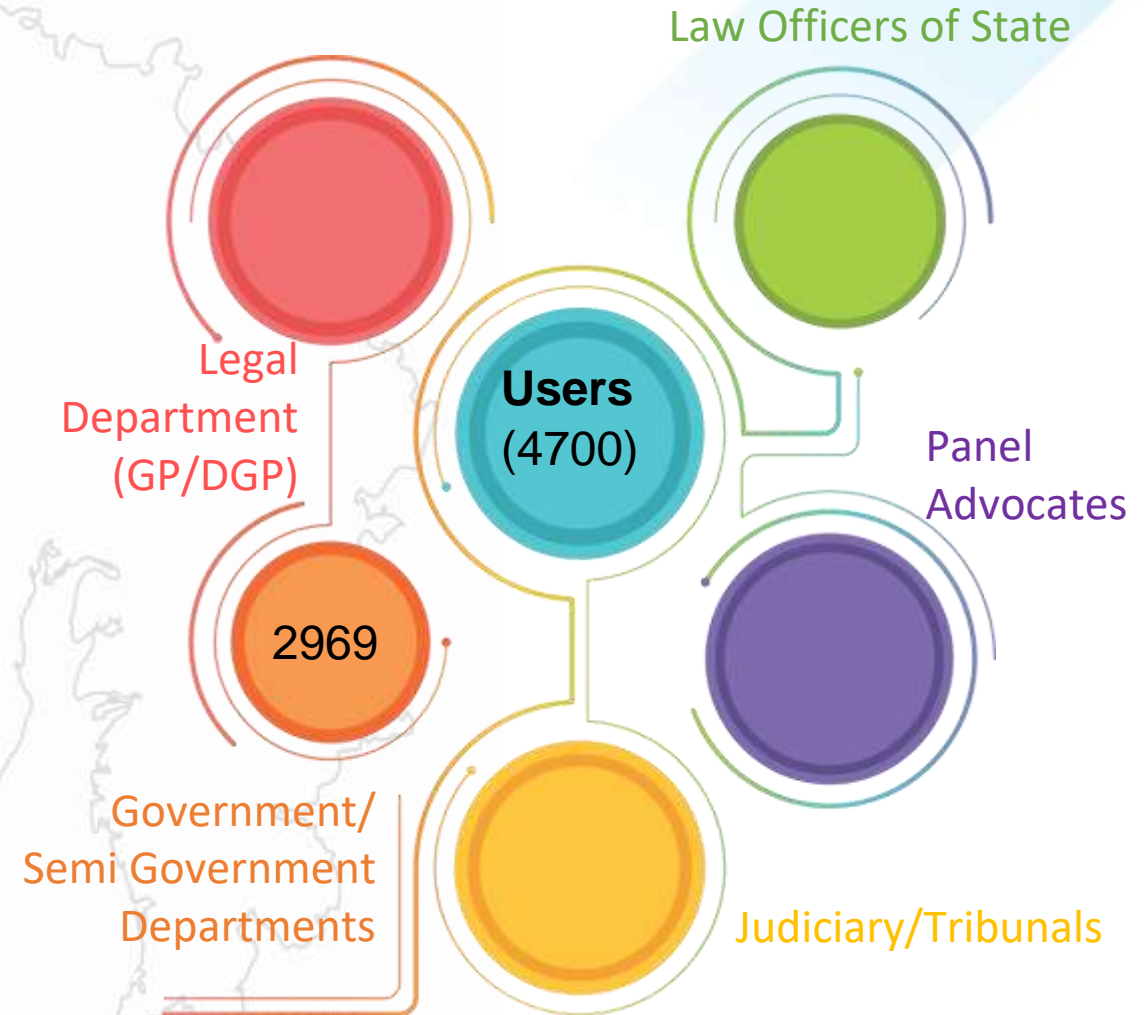 Law Officers of State
Legal
Department
(GP/DGP)
Users
(4700)
Panel
Advocates
2969
Government/
Semi Government
Departments
Judiciary/Tribunals